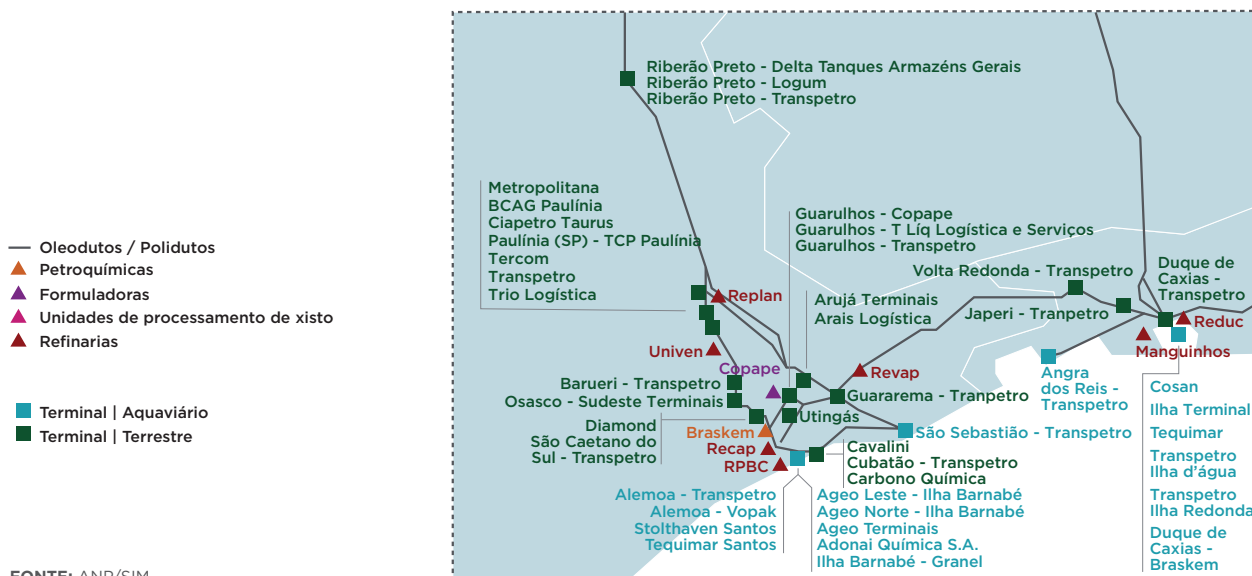 Riberão Preto - Delta Tanques Armazéns Gerais
Riberão Preto - Logum
Riberão Preto - Transpetro
Metropolitana
BCAG Paulínia
Ciapetro Taurus
Paulínia (SP) - TCP Paulínia
Tercom
Transpetro
Trio Logística
Guarulhos - Copape
Guarulhos - T Líq Logística e Serviços
Guarulhos - Transpetro
Volta Redonda - Transpetro
Duque de
Caxias -
Transpetro
Oleodutos / Polidutos
Petroquímicas
Formuladoras
Unidades de processamento de xisto
Refinarias
Terminal | Aquaviário
Terminal | Terrestre
Replan
Arujá Terminais
Arais Logística
Japeri - Tranpetro
Reduc
Manguinhos
Univen
Copape
Revap
Angra
dos Reis -
Transpetro
Barueri - Transpetro
Osasco - Sudeste Terminais
Guararema - Tranpetro
Utingás
Diamond
São Caetano do
Sul - Transpetro
Braskem
Recap
RPBC
São Sebastião - Transpetro
Cavalini
Cubatão - Transpetro
Carbono Química
Cosan
Ilha Terminal
Tequimar
Transpetro
Ilha d'água
Transpetro
Ilha Redonda
Duque de
Caxias -
Braskem
Alemoa - Transpetro
Alemoa - Vopak
Stolthaven Santos
Tequimar Santos
Ageo Leste - Ilha Barnabé
Ageo Norte - Ilha Barnabé
Ageo Terminais
Adonai Química S.A.
Ilha Barnabé - Granel
FONTE: ANP/SIM